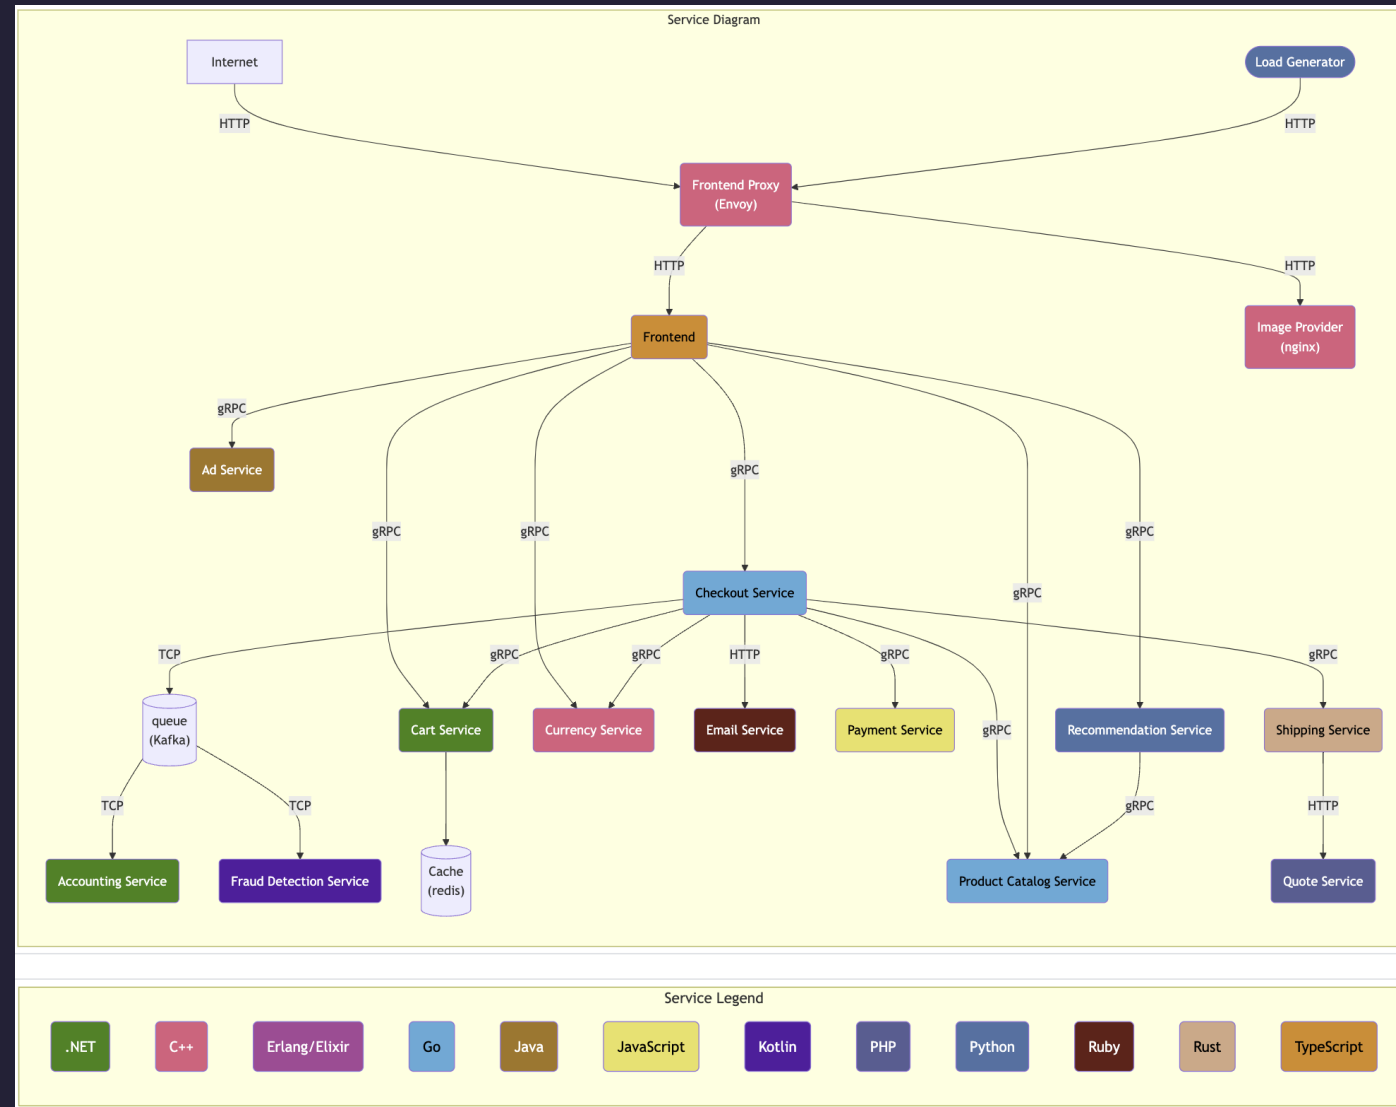 Service Diagram
Internet
Load Generator
HTTP
HTTP
Frontend Proxy
(Envoy)
HTTP
HTTP
Image Provider
(nginx)
Frontend
gRPC
Ad Service
gRPC
gRPC
gRPC
gRPC
gRPC
Checkout Service
TCP
gRPC
gRPC
HTTP
gRPC
gRPC
gRPC
queue
(Kafka)
Cart Service
Currency Service
Email Service
Payment Service
Recommendation Service
Shipping Service
TCP
TCP
gRPC
HTTP
Accounting Service
Fraud Detection Service
Cache
(redis)
Product Catalog Service
Quote Service
Service Legend
.NET
C++
Erlang/Elixir
Go
Java
JavaScript
Kotlin
PHP
Python
Ruby
Rust
TypeScript